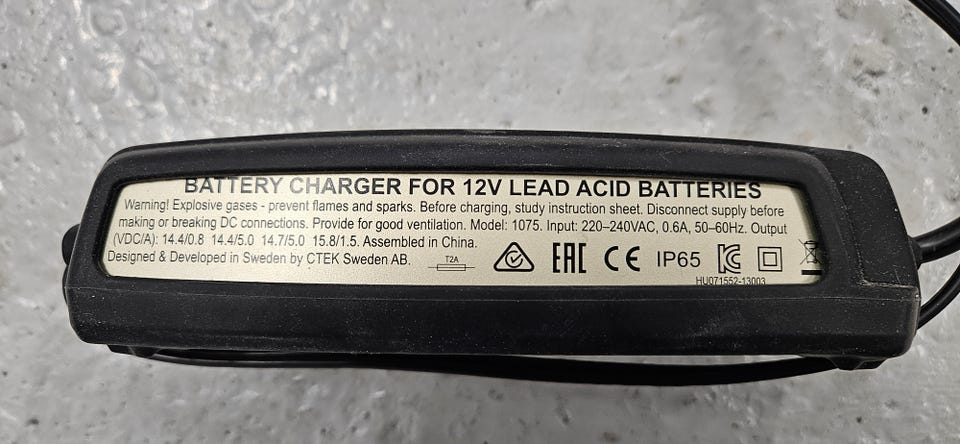 BATTERY CHARGER FOR 12V LEAD ACID BATTERIES
Warning! Explosive gases - prevent flames and sparks. Before charging, study instruction sheet. Disconnect supply before
making or breaking DC connections. Provide for good ventilation. Model: 1075. Input: 220–240VAC, 0.6A, 50–60Hz. Output
(VDC/A): 14.4/0.8 14.4/5.0 14.7/5.0 15.8/1.5. Assembled in China.
Designed & Developed in Sweden by CTEK Sweden AB. T2A EAC CE IP65 KC
HU071552-13003